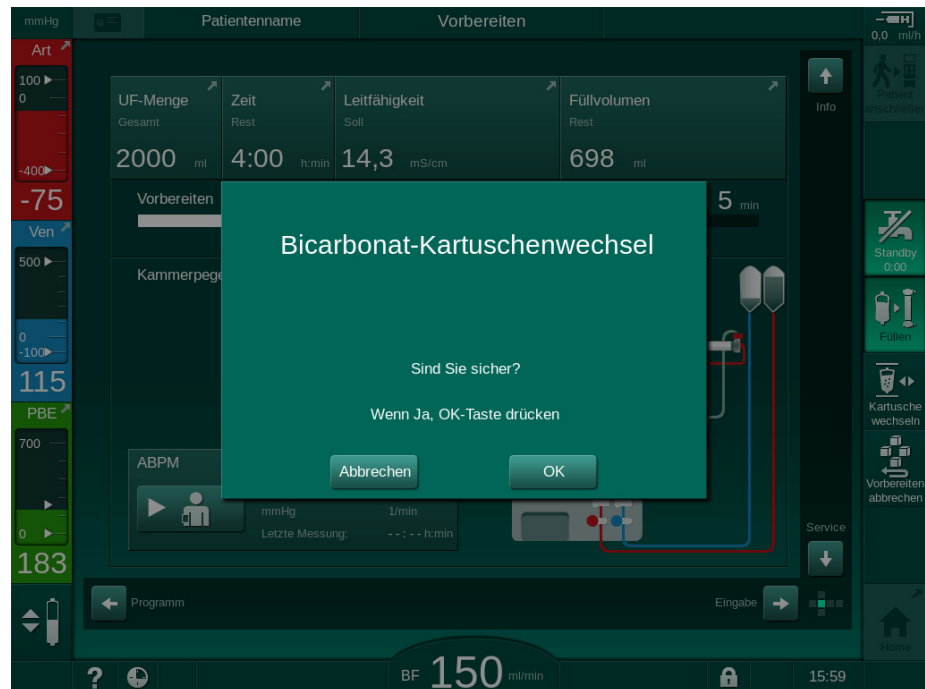 mmHg
Patientenname
Vorbereiten
0,0 ml/h
Art
100
0
-400
-75
Ven
500
0
-100
115
PBE
700
0
183
UF-Menge
Gesamt
2000 ml
Zeit
Rest
4:00 h:min
Leitfähigkeit
Soll
14,3 mS/cm
Füllvolumen
Rest
698 ml
Info
Patient
anschließen
Vorbereiten
5 min
Kammerpege
Bicarbonat-Kartuschenwechsel
Sind Sie sicher?
Wenn Ja, OK-Taste drücken
Abbrechen
OK
Standby
0:00
Füllen
Kartusche
wechseln
Vorbereiten
abbrechen
ABPM
mmHg
1/min
Letzte Messung:
--:-- h:min
Service
Programm
Eingabe
Home
?
BF 150 ml/min
15:59